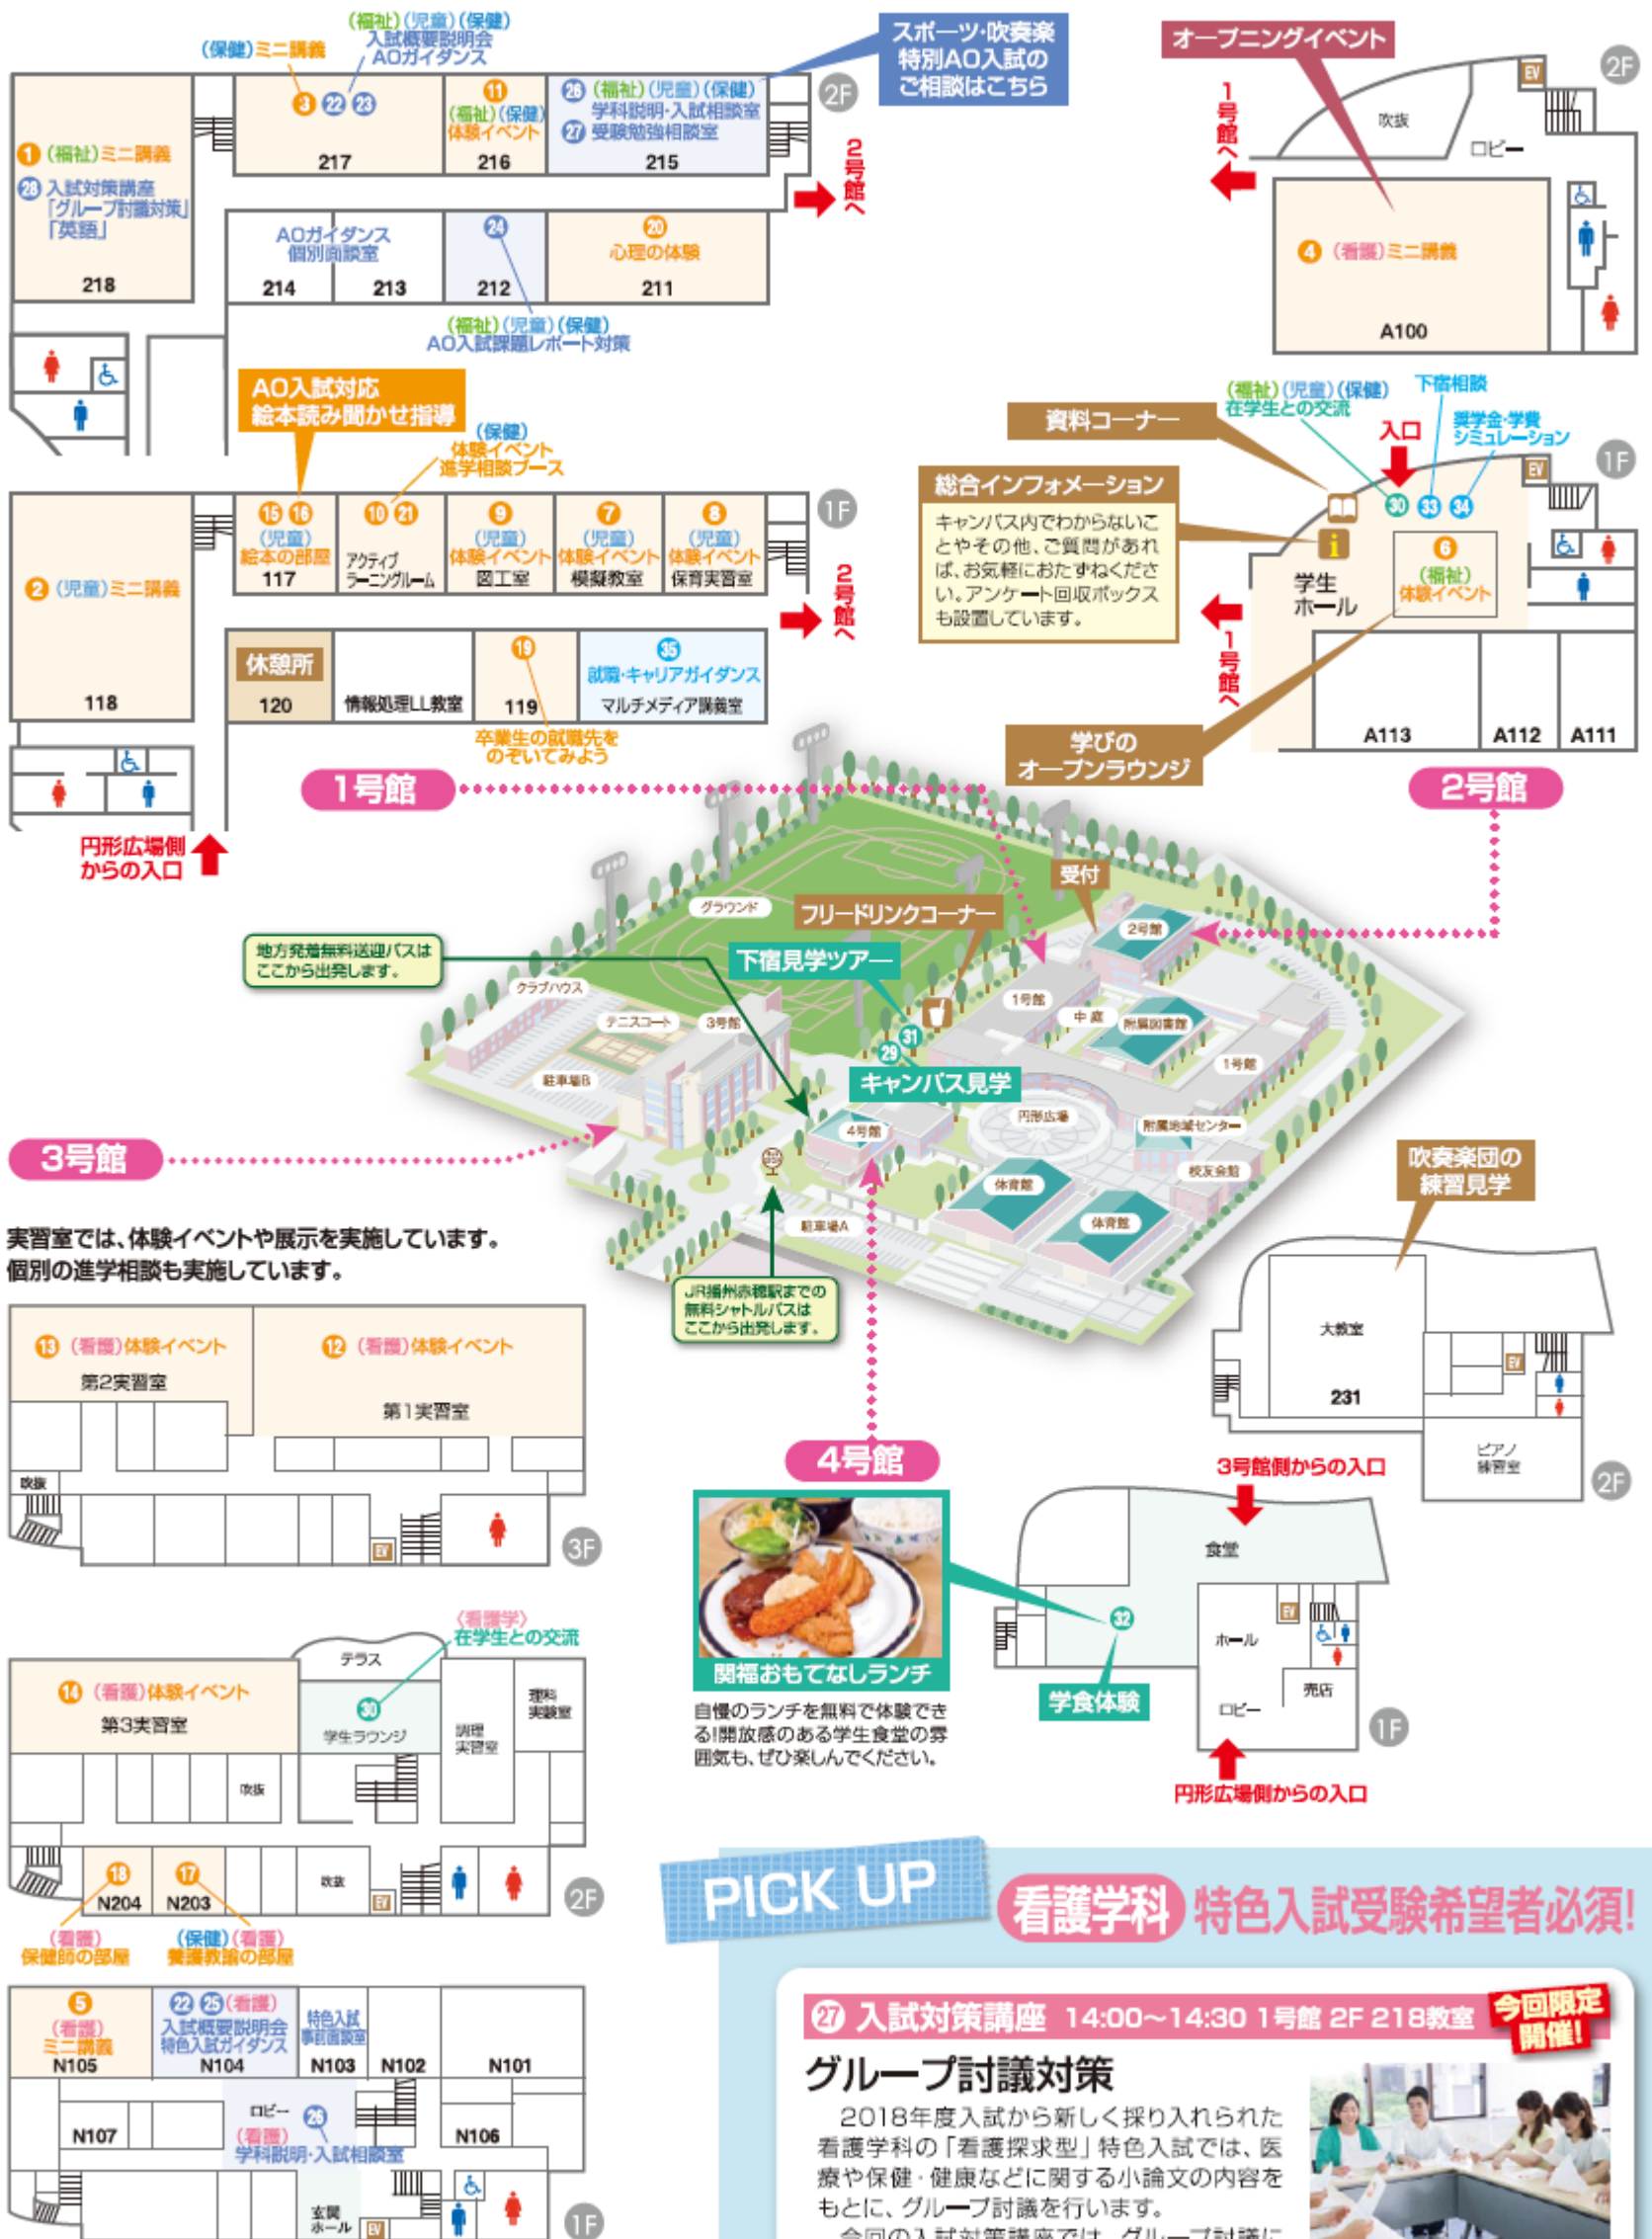 (福祉)(児童)(保健)
入試概要説明会
AOガイダンス
(保健)ミニ講義
3 22 23
217
11
(福祉)(保健)
体験イベント
216
26 (福祉)(児童)(保健)
学科説明・入試相談室
27 受験勉強相談室
215
スポーツ・吹奏楽
特別AO入試の
ご相談はこちら
2F
1 (福祉)ミニ講義
28 入試対策講座
「グループ討議対策」
「英語」
218
2号館へ
AOガイダンス
個別面談室
214
213
24
212
20
心理の体験
211
(福祉)(児童)(保健)
AO入試課題レポート対策
オープニングイベント
2F
EV
1号館へ
吹抜
ロビー
4 (看護)ミニ講義
A100
AO入試対応
絵本読み聞かせ指導
(保健)
体験イベント
進学相談ブース
1F
15 16
(児童)
絵本の部屋
117
10 21
アクティブ
ラーニングルーム
9
(児童)
体験イベント
図工室
7
(児童)
体験イベント
模擬教室
8
(児童)
体験イベント
保育実習室
2 (児童)ミニ講義
118
2号館へ
休憩所
120
情報処理LL教室
19
119
35
就職・キャリアガイダンス
マルチメディア講義室
卒業生の就職先を
のぞいてみよう
1号館
円形広場側
からの入口
資料コーナー
(福祉)(児童)(保健)
在学生との交流
下宿相談
奨学金・学費
シミュレーション
入口
EV
1F
30 33 34
総合インフォメーション
キャンパス内でわからないこ
とやその他、ご質問があれ
ば、お気軽におたずねくださ
い。アンケート回収ボックス
も設置しています。
i
学生
ホール
6
(福祉)
体験イベント
1号館へ
学びの
オープンラウンジ
A113
A112
A111
2号館
受付
グラウンド
フリードリンクコーナー
2号館
地方発着無料送迎バスは
ここから出発します。
下宿見学ツアー
クラブハウス
テニスコート
3号館
1号館
中庭
附属図書館
31
29
キャンパス見学
1号館
駐車場B
円形広場
附属地域センター
4号館
校友会館
体育館
体育館
駐車場A
JR播州赤穂駅までの
無料シャトルバスは
ここから出発します。
3号館
実習室では、体験イベントや展示を実施しています。
個別の進学相談も実施しています。
13 (看護)体験イベント
第2実習室
12 (看護)体験イベント
第1実習室
吹抜
EV
3F
〈看護学〉
在学生との交流
テラス
14 (看護)体験イベント
第3実習室
30
学生ラウンジ
調理
実習室
理科
実験室
吹抜
18
N204
17
N203
吹抜
EV
2F
(看護)
保健師の部屋
(保健)(看護)
養護教諭の部屋
5
(看護)
ミニ講義
N105
22 25 (看護)
入試概要説明会
特色入試ガイダンス
N104
特色入試
事前面談室
N103
N102
N101
N107
ロビー
26
(看護)
学科説明・入試相談室
N106
玄関
ホール
EV
1F
4号館
関福おもてなしランチ
自慢のランチを無料で体験でき
る!開放感のある学生食堂の雰
囲気も、ぜひ楽しんでください。
吹奏楽団の
練習見学
大教室
231
EV
ピアノ
練習室
2F
3号館側からの入口
食堂
32
学食体験
ホール
EV
売店
ロビー
1F
円形広場側からの入口
PICK UP
看護学科 特色入試受験希望者必須!
27 入試対策講座 14:00〜14:30 1号館 2F 218教室
今回限定
開催!
グループ討議対策
2018年度入試から新しく採り入れられた
看護学科の「看護探求型」特色入試では、医
療や保健・健康などに関する小論文の内容を
もとに、グループ討議を行います。
今回の入試対策講座では、グループ討議に